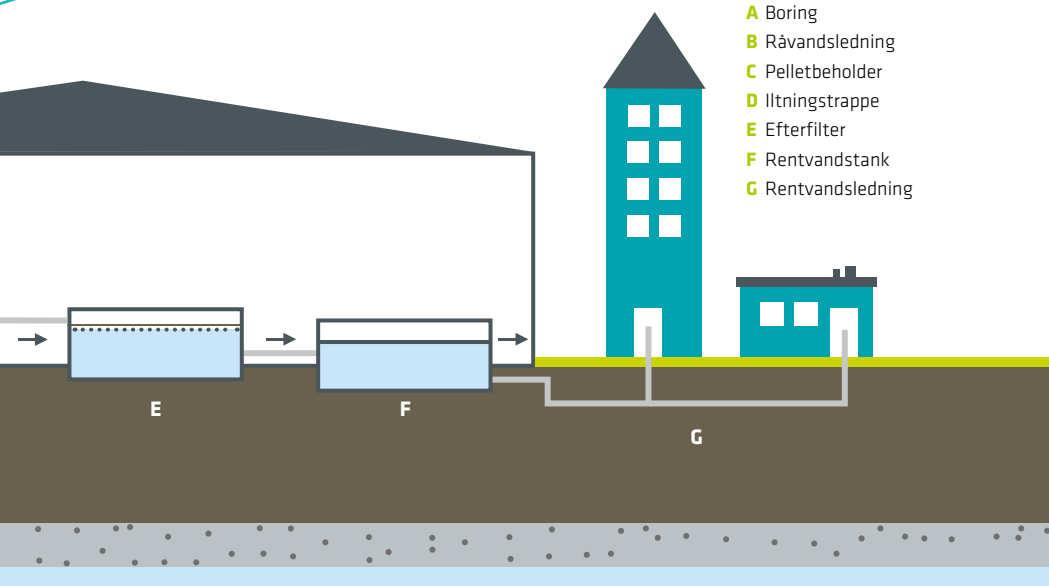 A Boring
B Råvandsledning
C Pelletbeholder
D Iltningstrappe
E Efterfilter
F Rentvandstank
G Rentvandsledning
E
F
G